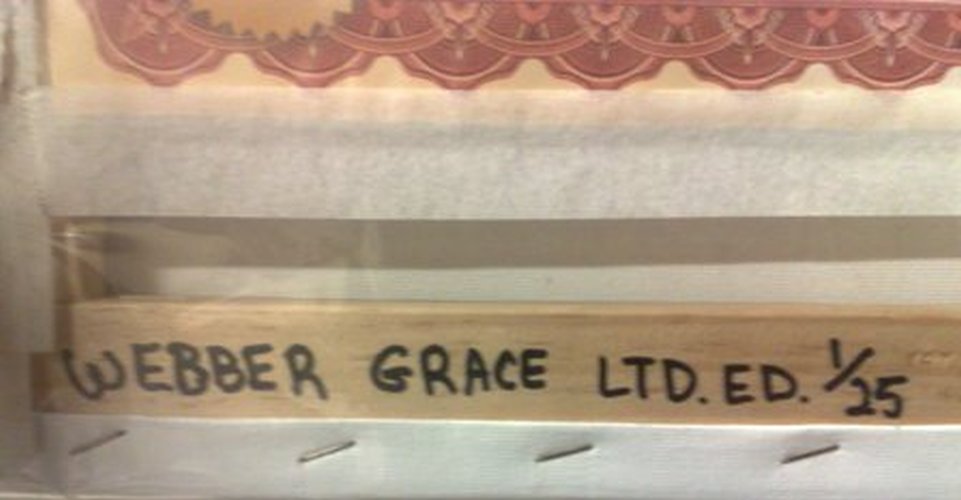 WEBBER GRACE LTD. ED. 1/25